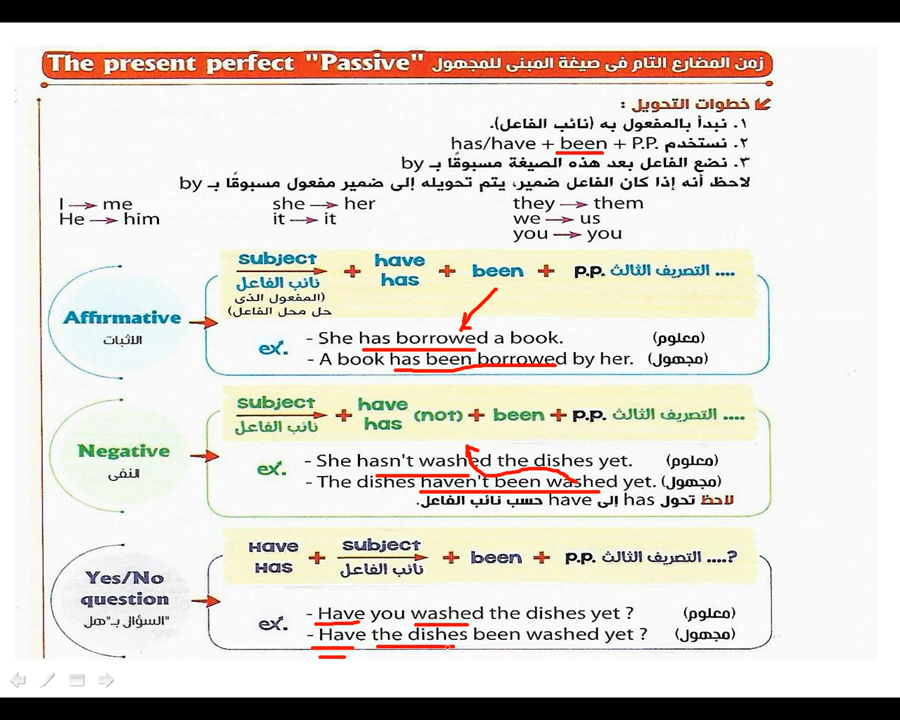 The present perfect "Passive" زمن المضارع التام فى صيغة المبنى للمجهول
خطوات التحويل :
١. نبدأ بالمفعول به (نائب الفاعل).
٢. نستخدم has/have + been + P.P.
٣. نضع الفاعل بعد هذه الصيغة مسبوقًا بـ by
لاحظ أنه إذا كان الفاعل ضمير، يتم تحويله إلى ضمير مفعول مسبوقًا بـ by
I → me she → her they → them
He → him it → it we → us
you → you
Affirmative
الاثبات
subject + have has + been + p.p. التصريف الثالث ....
نائب الفاعل
(المفعول الذى
حل محل الفاعل)
ex.
- She has borrowed a book. (معلوم)
- A book has been borrowed by her. (مجهول)
Negative
النفى
subject + have has (not) + been + p.p. التصريف الثالث ....
نائب الفاعل
ex.
- She hasn't washed the dishes yet. (معلوم)
- The dishes haven't been washed yet. (مجهول)
لاحظ تحول has إلى have حسب نائب الفاعل.
Yes/No
question
السؤال بـ"هل"
Have Has + subject + been + p.p. التصريف الثالث ....?
نائب الفاعل
ex.
- Have you washed the dishes yet ? (معلوم)
- Have the dishes been washed yet ? (مجهول)